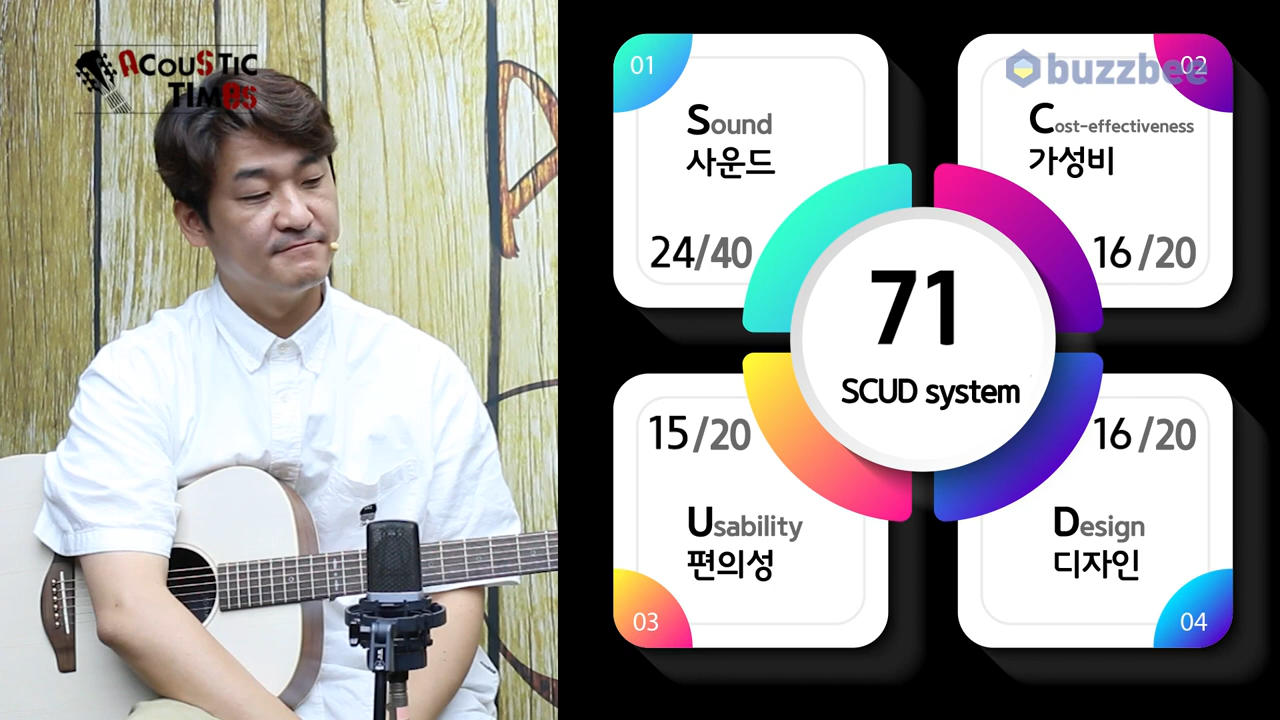 ACOUSTIC
TIMES
buzzbee
01
Sound
사운드
24/40
02
Cost-effectiveness
가성비
16/20
71
SCUD system
15/20
Usability
편의성
03
16/20
Design
디자인
04